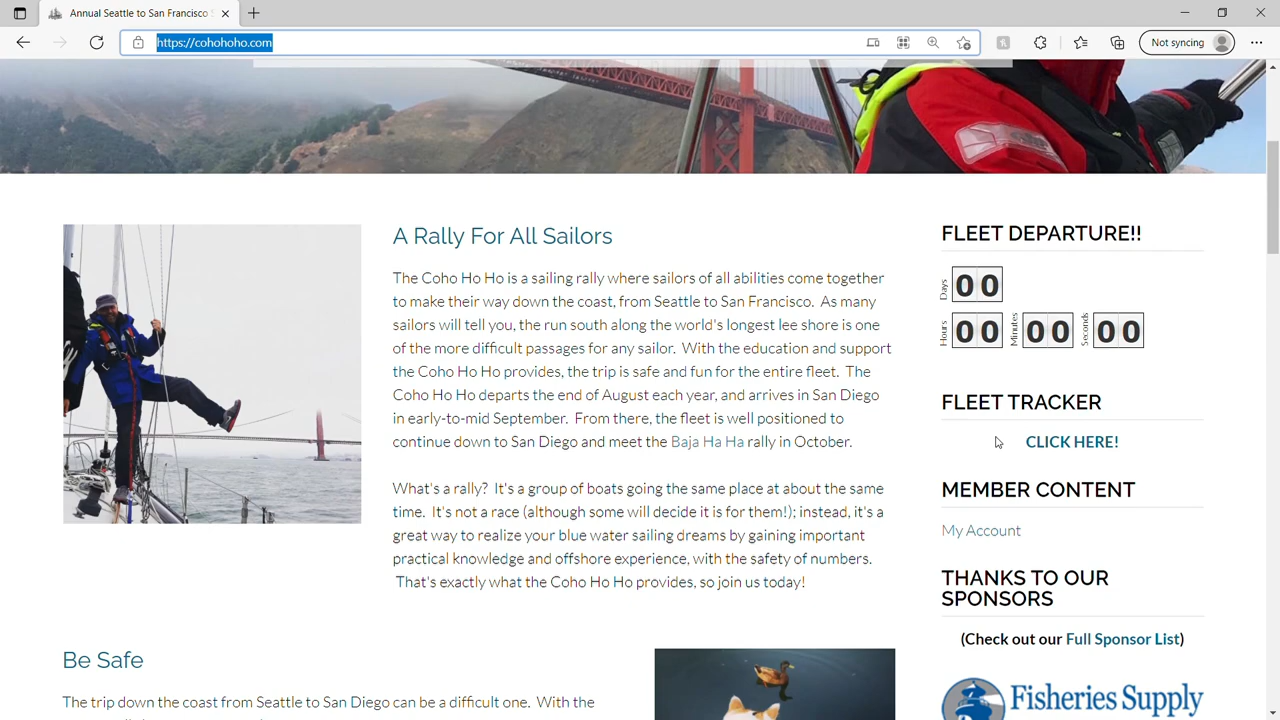 Annual Seattle to San Francisco
https://cohohoho.com
Not syncing
A Rally For All Sailors
The Coho Ho Ho is a sailing rally where sailors of all abilities come together
to make their way down the coast, from Seattle to San Francisco.  As many
sailors will tell you, the run south along the world's longest lee shore is one
of the more difficult passages for any sailor.  With the education and support
the Coho Ho Ho provides, the trip is safe and fun for the entire fleet.  The
Coho Ho Ho departs the end of August each year, and arrives in San Diego
in early-to-mid September.  From there, the fleet is well positioned to
continue down to San Diego and meet the Baja Ha Ha rally in October.
What's a rally?  It's a group of boats going the same place at about the same
time.  It's not a race (although some will decide it is for them!); instead, it's a
great way to realize your blue water sailing dreams by gaining important
practical knowledge and offshore experience, with the safety of numbers.
That's exactly what the Coho Ho Ho provides, so join us today!
Be Safe
The trip down the coast from Seattle to San Diego can be a difficult one.  With the
FLEET DEPARTURE!!
Days 00
Hours 00 Minutes 00 Seconds 00
FLEET TRACKER
CLICK HERE!
MEMBER CONTENT
My Account
THANKS TO OUR
SPONSORS
(Check out our Full Sponsor List)
Fisheries Supply